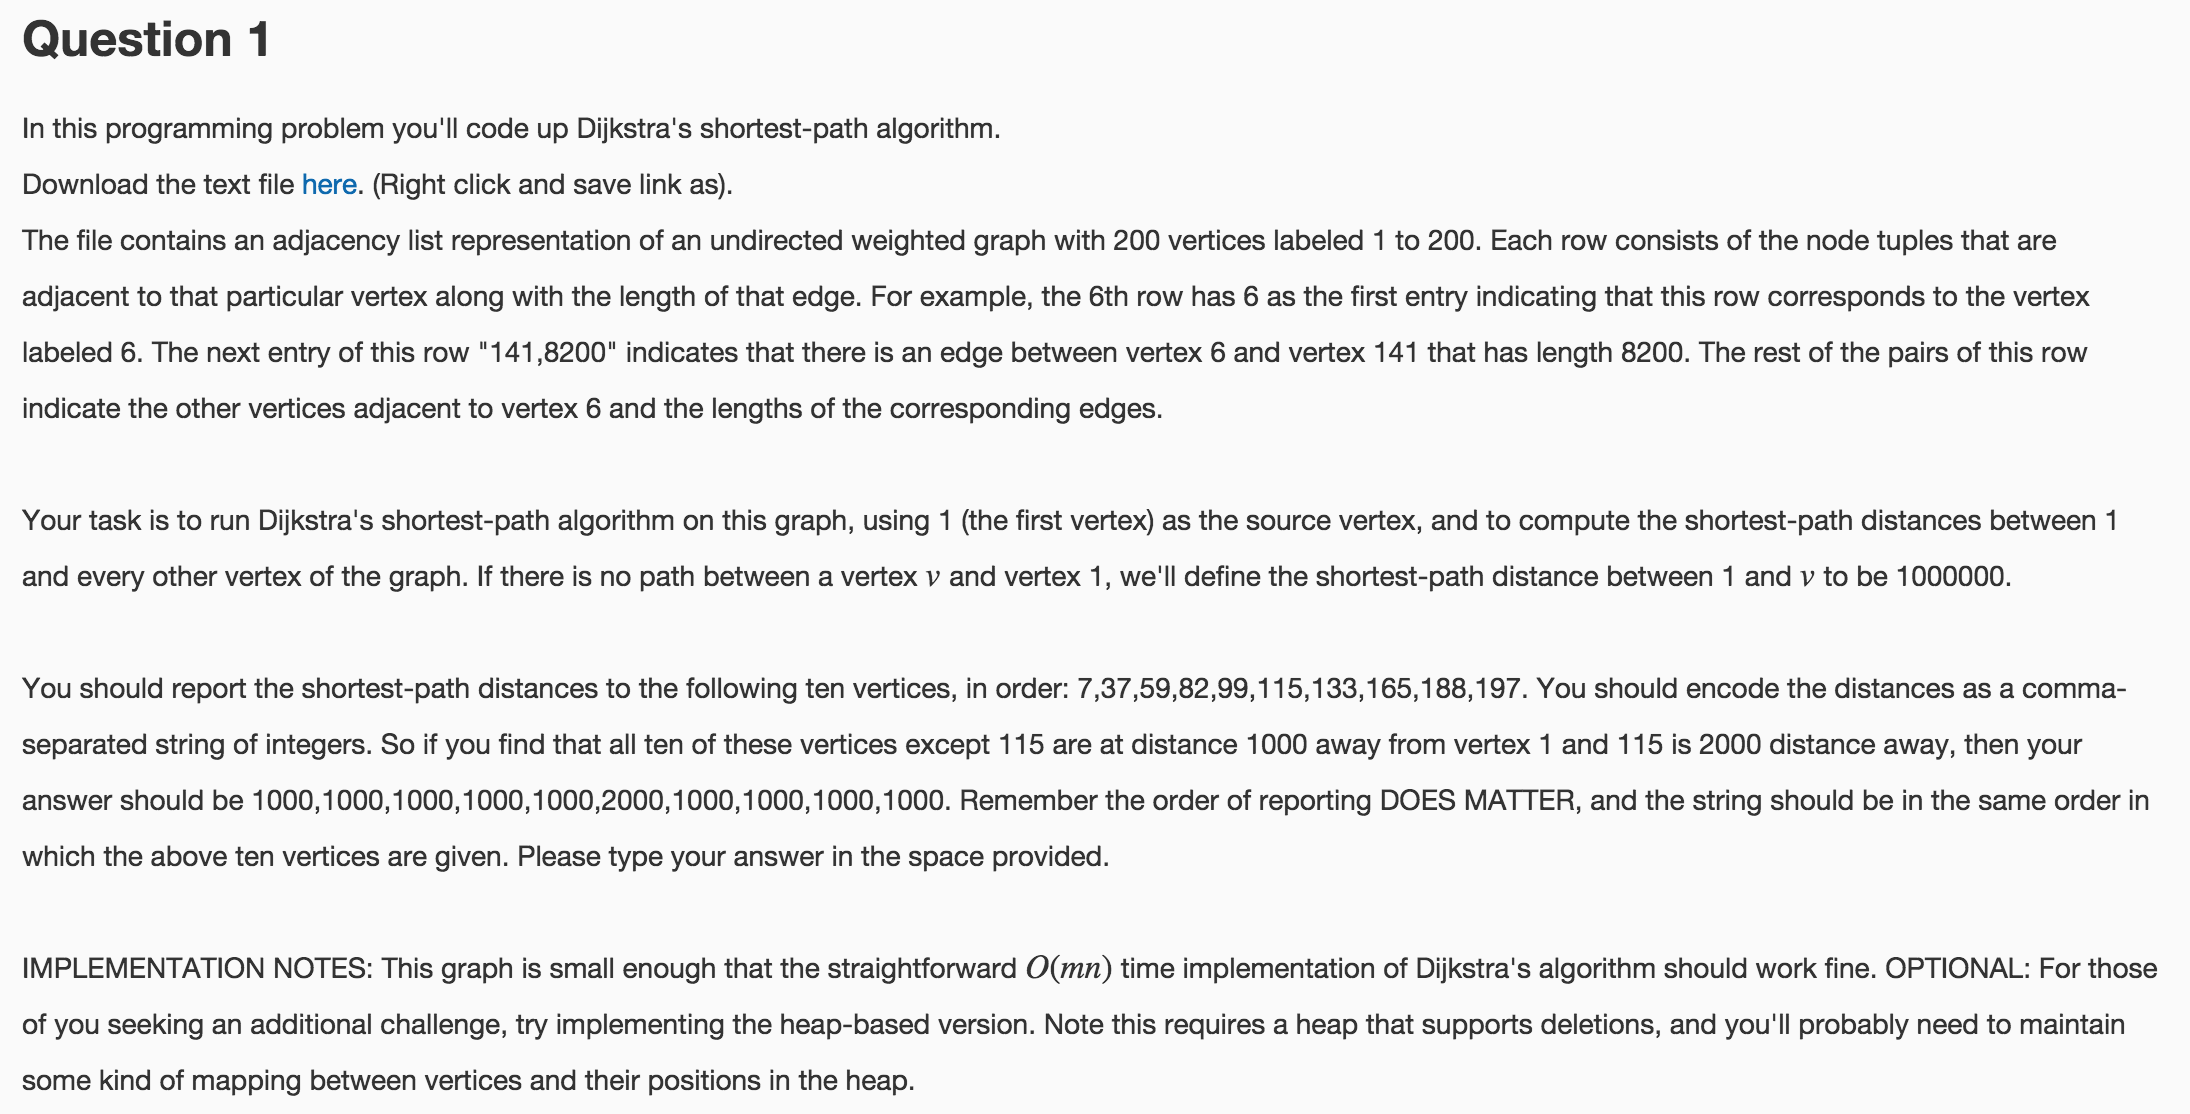 Question 1
In this programming problem you'll code up Dijkstra's shortest-path algorithm.
Download the text file here. (Right click and save link as).
The file contains an adjacency list representation of an undirected weighted graph with 200 vertices labeled 1 to 200. Each row consists of the node tuples that are
adjacent to that particular vertex along with the length of that edge. For example, the 6th row has 6 as the first entry indicating that this row corresponds to the vertex
labeled 6. The next entry of this row "141,8200" indicates that there is an edge between vertex 6 and vertex 141 that has length 8200. The rest of the pairs of this row
indicate the other vertices adjacent to vertex 6 and the lengths of the corresponding edges.
Your task is to run Dijkstra's shortest-path algorithm on this graph, using 1 (the first vertex) as the source vertex, and to compute the shortest-path distances between 1
and every other vertex of the graph. If there is no path between a vertex v and vertex 1, we'll define the shortest-path distance between 1 and v to be 1000000.
You should report the shortest-path distances to the following ten vertices, in order: 7,37,59,82,99,115,133,165,188,197. You should encode the distances as a comma-
separated string of integers. So if you find that all ten of these vertices except 115 are at distance 1000 away from vertex 1 and 115 is 2000 distance away, then your
answer should be 1000,1000,1000,1000,1000,2000,1000,1000,1000,1000. Remember the order of reporting DOES MATTER, and the string should be in the same order in
which the above ten vertices are given. Please type your answer in the space provided.
IMPLEMENTATION NOTES: This graph is small enough that the straightforward O(mn) time implementation of Dijkstra's algorithm should work fine. OPTIONAL: For those
of you seeking an additional challenge, try implementing the heap-based version. Note this requires a heap that supports deletions, and you'll probably need to maintain
some kind of mapping between vertices and their positions in the heap.